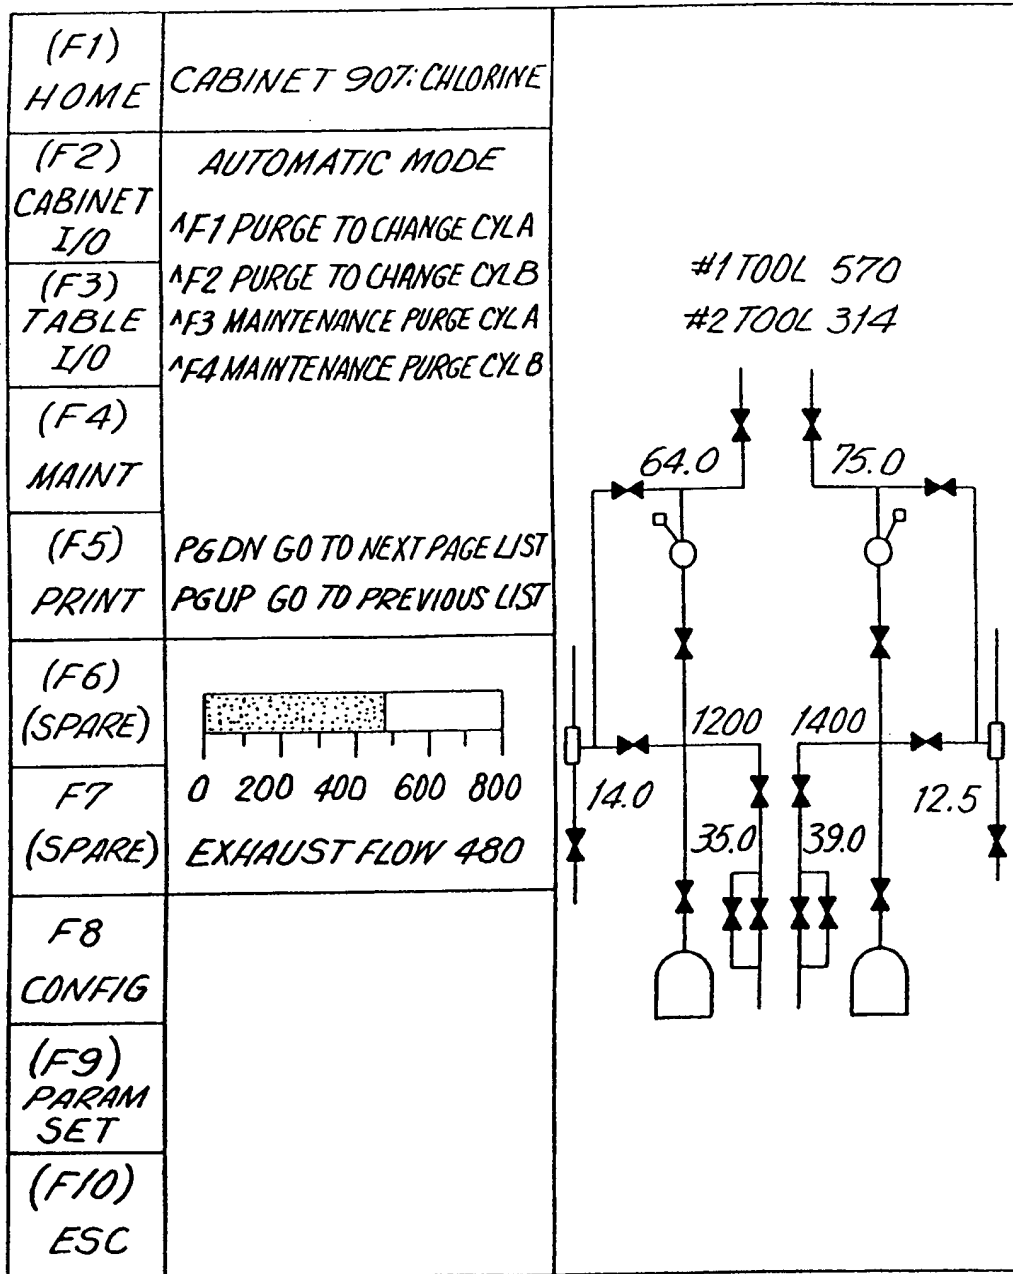 (F1)
HOME
CABINET 907: CHLORINE
(F2)
CABINET
I/O
AUTOMATIC MODE
^F1 PURGE TO CHANGE CYL A
^F2 PURGE TO CHANGE CYL B
^F3 MAINTENANCE PURGE CYL A
^F4 MAINTENANCE PURGE CYL B
(F3)
TABLE
I/O
(F4)
MAINT
(F5)
PRINT
PGDN GO TO NEXT PAGE LIST
PGUP GO TO PREVIOUS LIST
(F6)
(SPARE)
F7
(SPARE)
0 200 400 600 800
EXHAUST FLOW 480
F8
CONFIG
(F9)
PARAM
SET
(F10)
ESC
#1 TOOL 570
#2 TOOL 314
64.0 75.0
1200 1400
14.0 12.5
35.0 39.0